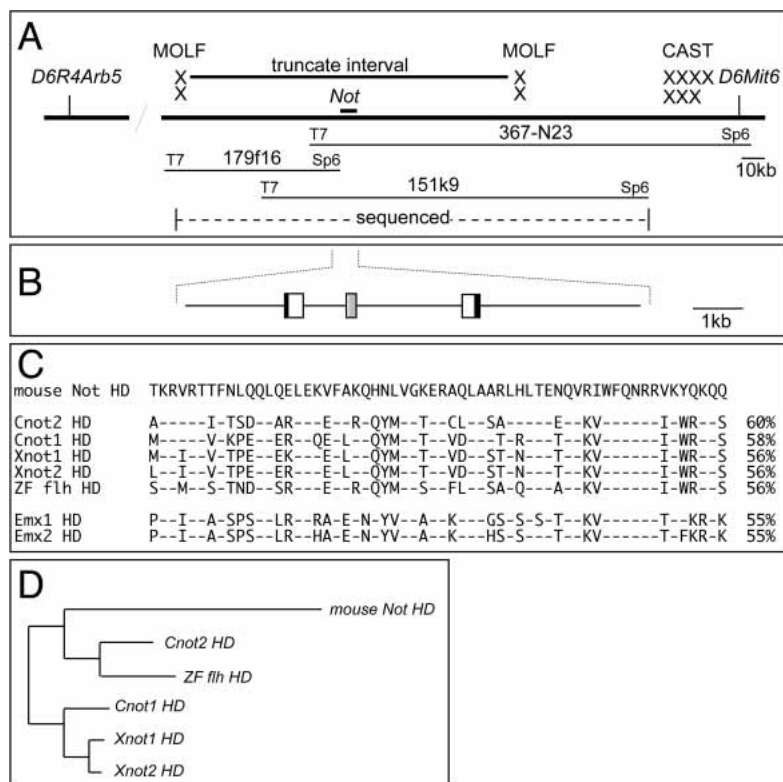 A
MOLF MOLF CAST
D6R4Arb5 X truncate interval X XXXX D6Mit6
X Not X XXX
T7 367-N23 Sp6
T7 179f16 Sp6 10kb
T7 151k9 Sp6
sequenced
B
1kb
C
mouse Not HD TKRVRTTFNLQQLQELEKVFAKQHNLVGKERAQLAARLHLTENQVRIWFQNRRVKYQKQQ
Cnot2 HD A-----I-TSD--AR---E--R-QYM--T--CL--SA----E--KV------I-WR--S 60%
Cnot1 HD M-----V-KPE--ER--QE-L--QYM--T--VD---T-R---T--KV------I-WR--S 58%
Xnot1 HD M--I--V-TPE--ER---E-L--QYM--T--VD--ST-N---T--KV------I-WR--S 56%
Xnot2 HD L--I--V-TPE--EK---E-L--QYM--T--VD--ST-N---T--KV------I-WR--S 56%
ZF flh HD S--M--S-TND--SR---E--R-QYM--S--FL--SA-Q---A--KV------I-WR--S 56%
Emx1 HD P--I--A-SPS--LR--RA-E-N-YV--A--K---GS-S-S-T--KV------T--KR-K 55%
Emx2 HD P--I--A-SPS--LR--HA-E-N-YV--A--K---HS-S---T--KV------T-FKR-K 55%
D
mouse Not HD
Cnot2 HD
ZF flh HD
Cnot1 HD
Xnot1 HD
Xnot2 HD